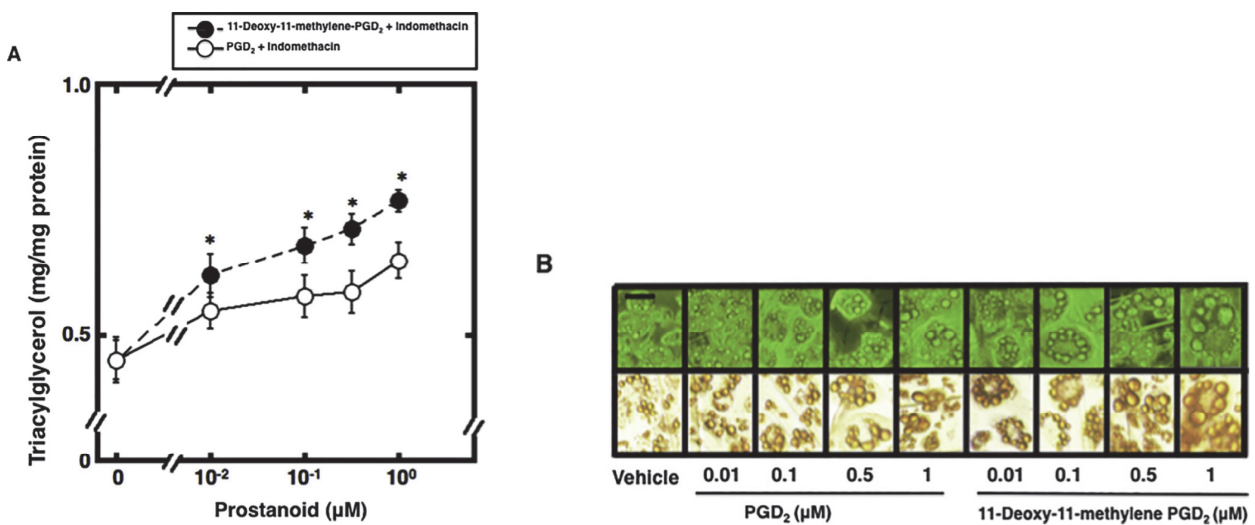 11-Deoxy-11-methylene-PGD2 + Indomethacin
PGD2 + Indomethacin
A
1.0
0.5
0
Triacylglycerol (mg/mg protein)
*
*
*
*
0
10-2
10-1
100
Prostanoid (µM)
B
Vehicle
0.01
0.1
0.5
1
0.01
0.1
0.5
1
PGD2 (µM)
11-Deoxy-11-methylene PGD2 (µM)